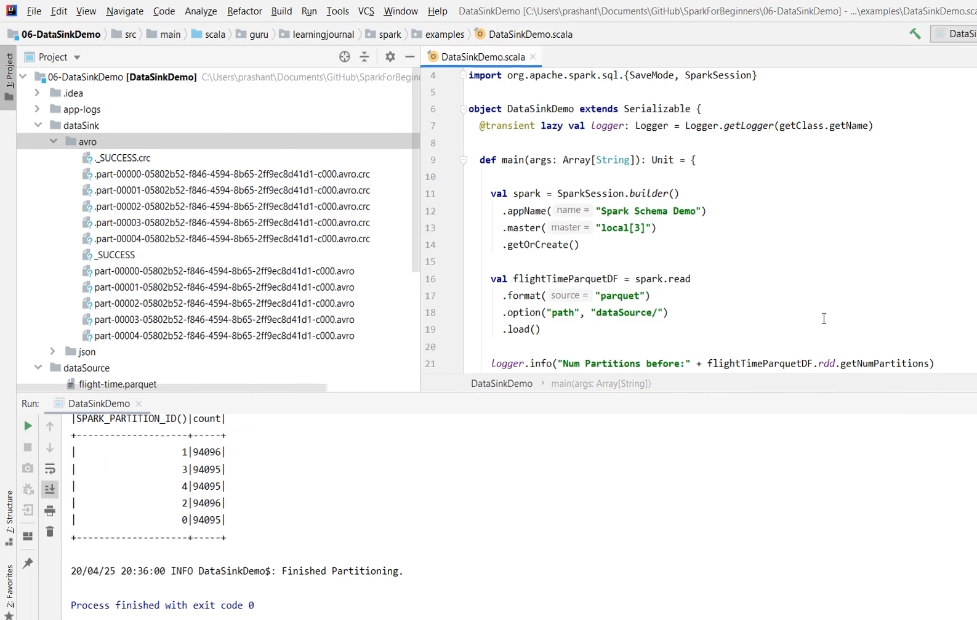 File Edit View Navigate Code Analyze Refactor Build Run Tools VCS Window Help DataSinkDemo [C:\Users\prashant\Documents\GitHub\SparkForBeginners\06-DataSinkDemo] - ...\examples\DataSinkDemo.sca
06-DataSinkDemo src main scala guru learningjournal spark examples DataSinkDemo.scala DataSi
1: Project
Project
DataSinkDemo.scala
06-DataSinkDemo [DataSinkDemo] C:\Users\prashant\Documents\GitHub\SparkForBeginn
.idea
app-logs
dataSink
avro
._SUCCESS.crc
.part-00000-05802b52-f846-4594-8b65-2ff9ec8d41d1-c000.avro.crc
.part-00001-05802b52-f846-4594-8b65-2ff9ec8d41d1-c000.avro.crc
.part-00002-05802b52-f846-4594-8b65-2ff9ec8d41d1-c000.avro.crc
.part-00003-05802b52-f846-4594-8b65-2ff9ec8d41d1-c000.avro.crc
.part-00004-05802b52-f846-4594-8b65-2ff9ec8d41d1-c000.avro.crc
_SUCCESS
part-00000-05802b52-f846-4594-8b65-2ff9ec8d41d1-c000.avro
part-00001-05802b52-f846-4594-8b65-2ff9ec8d41d1-c000.avro
part-00002-05802b52-f846-4594-8b65-2ff9ec8d41d1-c000.avro
part-00003-05802b52-f846-4594-8b65-2ff9ec8d41d1-c000.avro
part-00004-05802b52-f846-4594-8b65-2ff9ec8d41d1-c000.avro
json
dataSource
flight-time.parquet
4 import org.apache.spark.sql.{SaveMode, SparkSession}
5
6 object DataSinkDemo extends Serializable {
7 @transient lazy val logger: Logger = Logger.getLogger(getClass.getName)
8
9 def main(args: Array[String]): Unit = {
10
11 val spark = SparkSession.builder()
12 .appName( name = "Spark Schema Demo")
13 .master( master = "local[3]")
14 .getOrCreate()
15
16 val flightTimeParquetDF = spark.read
17 .format( source = "parquet")
18 .option("path", "dataSource/")
19 .load()
20
21 logger.info("Num Partitions before:" + flightTimeParquetDF.rdd.getNumPartitions)
DataSinkDemo main(args: Array[String])
Run: DataSinkDemo
|SPARK_PARTITION_ID()|count|
+--------------------+-----+
| 1|94096|
| 3|94095|
| 4|94095|
| 2|94096|
| 0|94095|
+--------------------+-----+
20/04/25 20:36:00 INFO DataSinkDemo$: Finished Partitioning.
Process finished with exit code 0
Z: Structure
2: Favorites